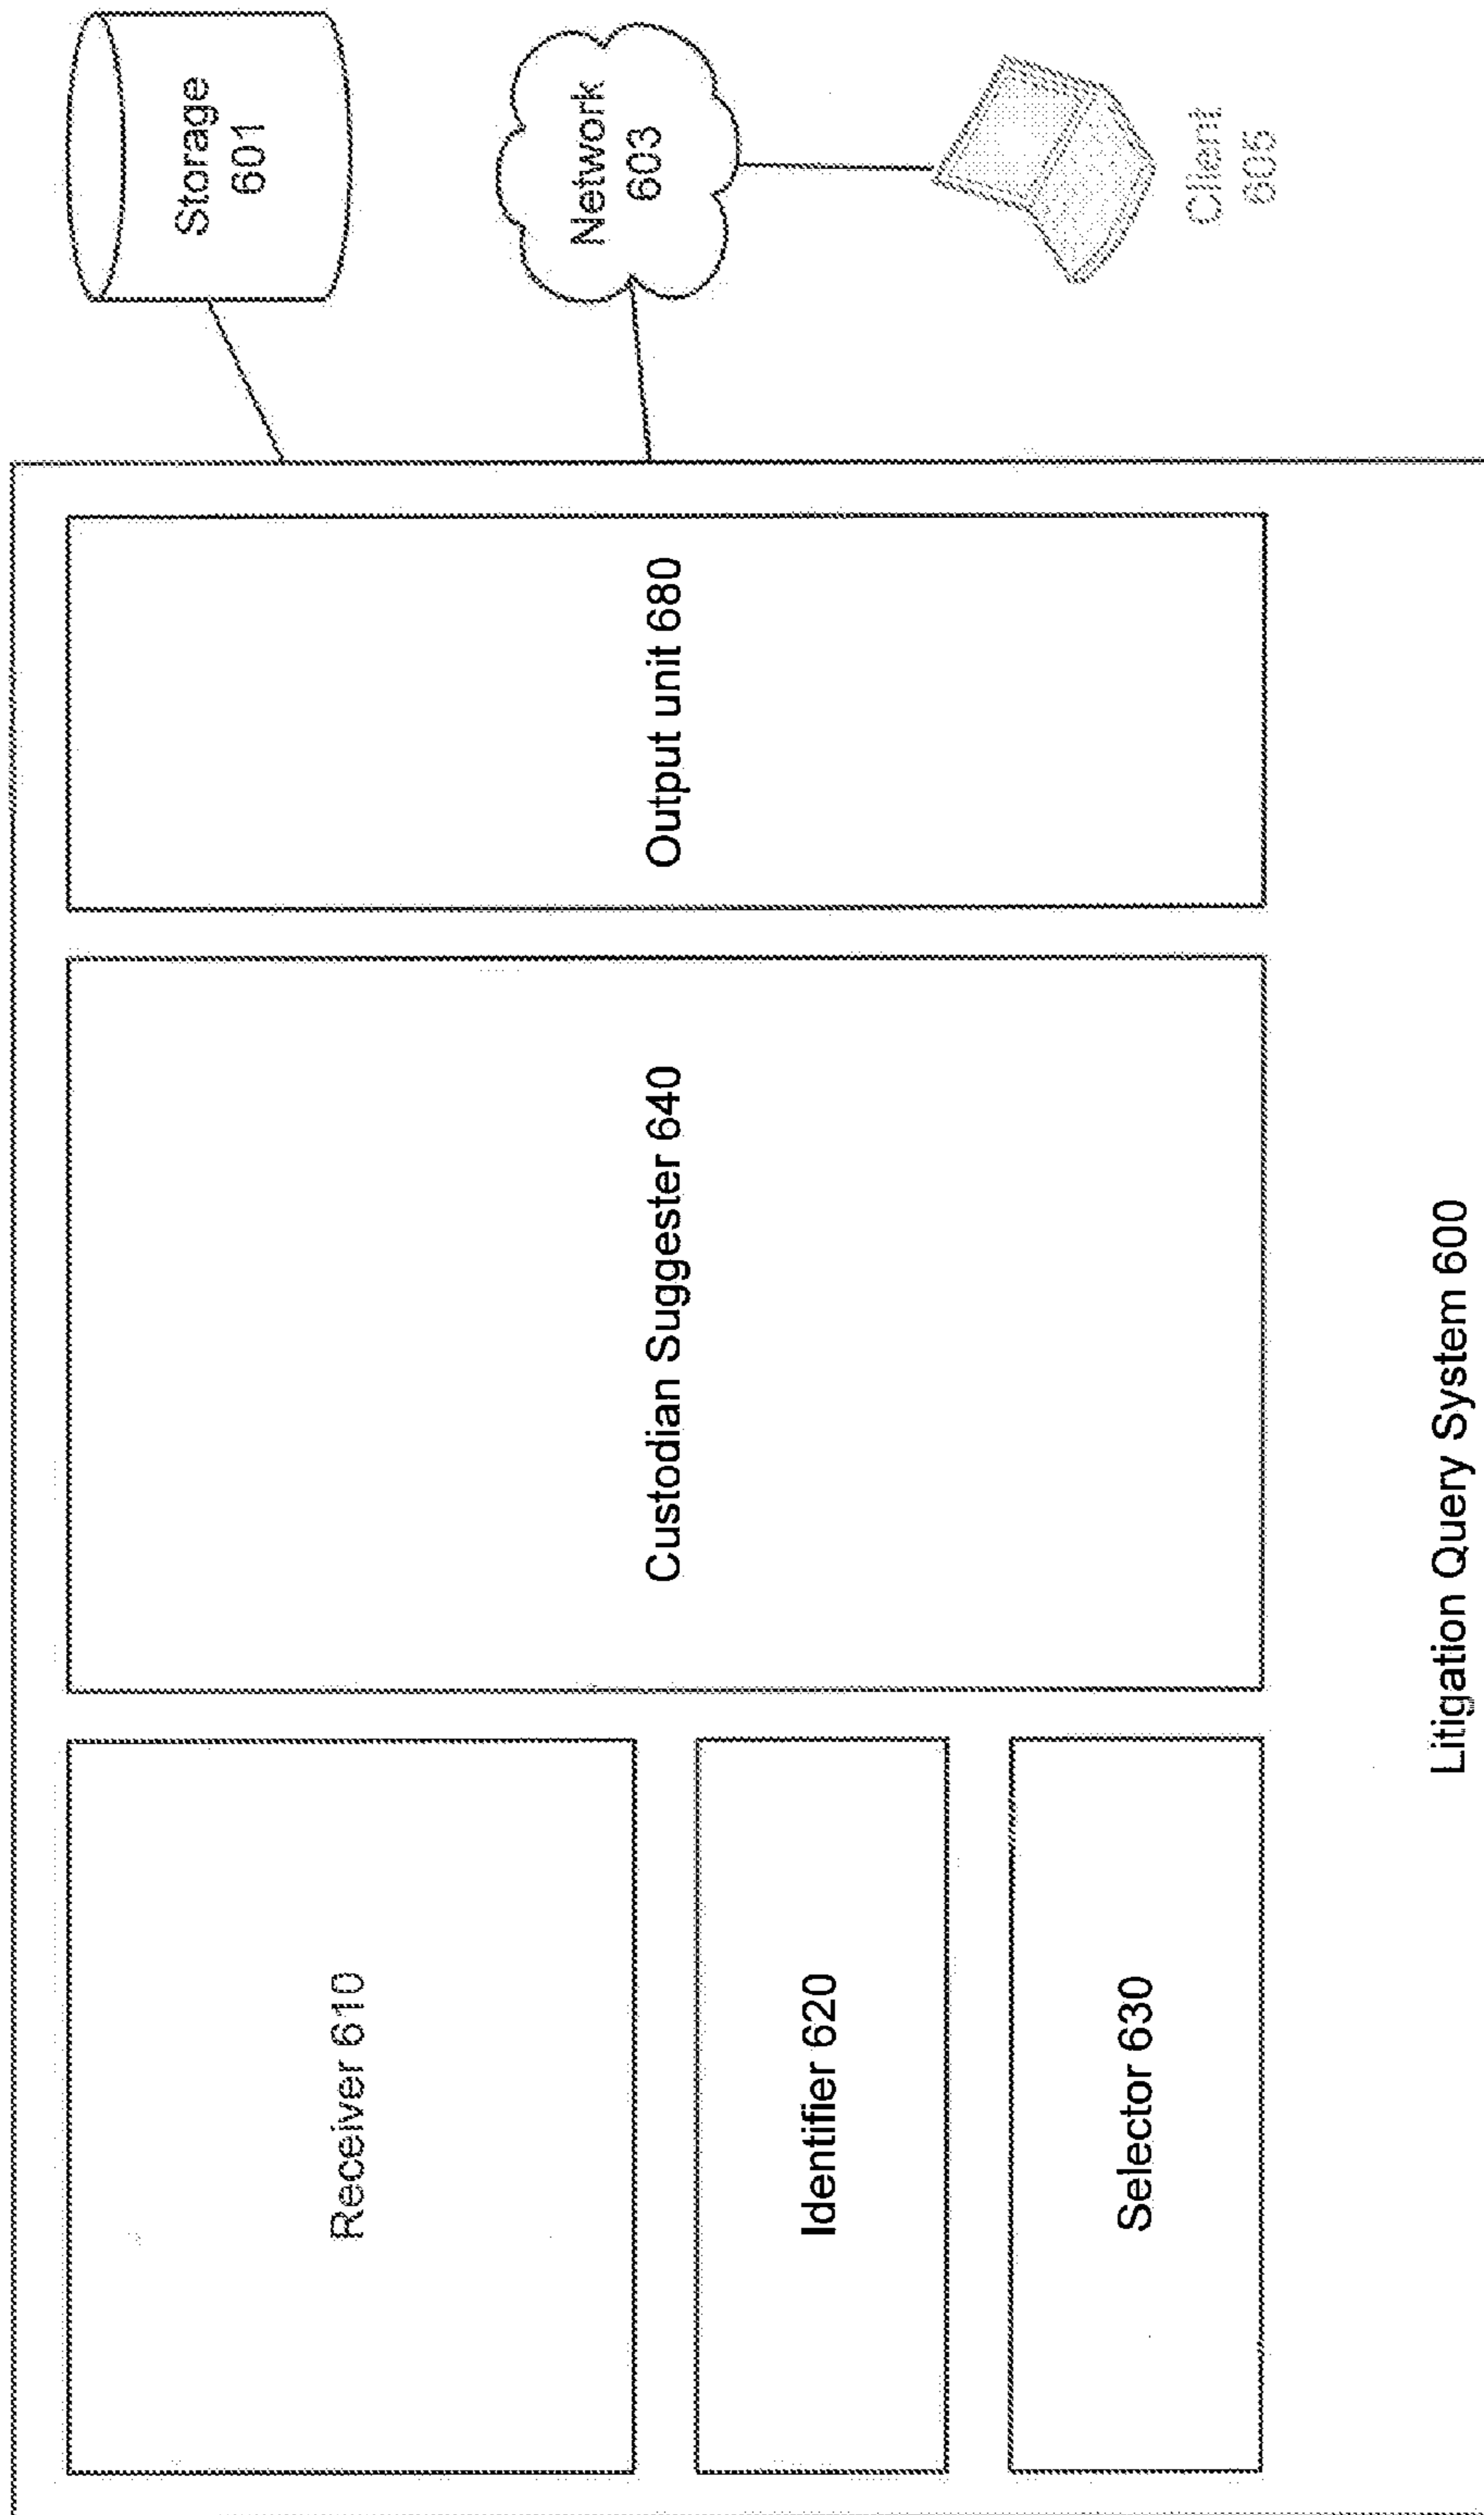 Receiver 610
Identifier 620
Selector 630
Custodian Suggester 640
Output unit 680
Storage
601
Network
603
Client
605
Litigation Query System 600